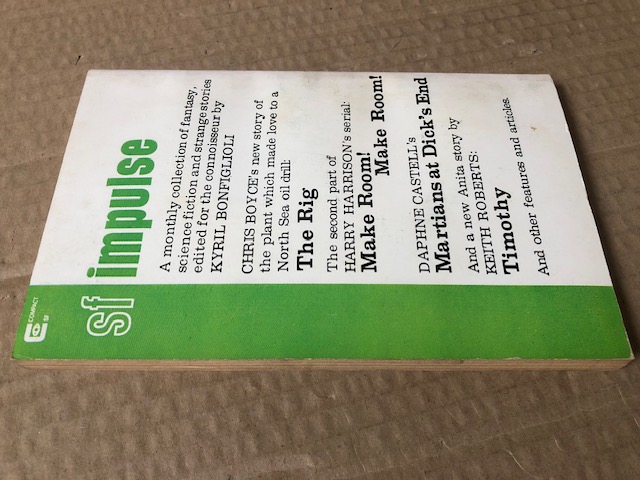 COMPACT
SF
sf impulse
A monthly collection of fantasy,
science fiction and strange stories
edited for the connoisseur by
KYRIL BONFIGLIOLI
CHRIS BOYCE's new story of
the plant which made love to a
North Sea oil drill:
The Rig
The second part of
HARRY HARRISON's serial:
Make Room!
Make Room!
DAPHNE CASTELL's
Martians at Dick's End
And a new Anita story by
KEITH ROBERTS:
Timothy
And other features and articles.